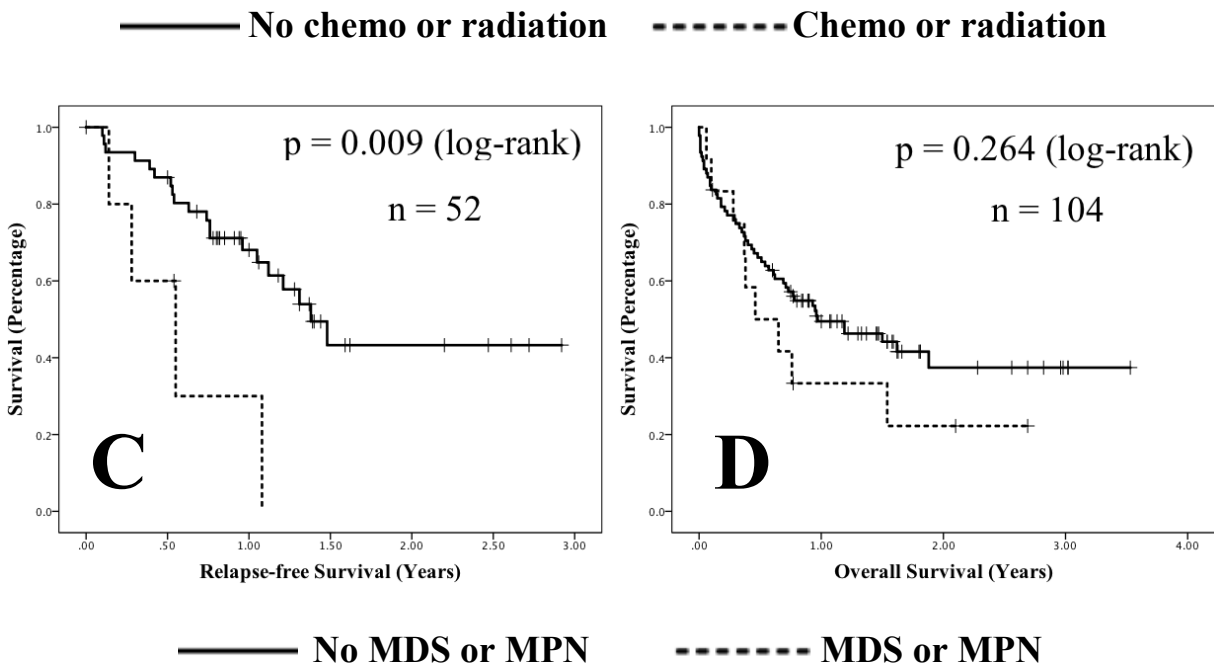 No chemo or radiation Chemo or radiation
p = 0.009 (log-rank)
n = 52
C
Survival (Percentage)
1.0
0.8
0.6
0.4
0.2
0.0
.00 .50 1.00 1.50 2.00 2.50 3.00
Relapse-free Survival (Years)
p = 0.264 (log-rank)
n = 104
D
Survival (Percentage)
1.0
0.8
0.6
0.4
0.2
0.0
.00 1.00 2.00 3.00 4.00
Overall Survival (Years)
No MDS or MPN MDS or MPN